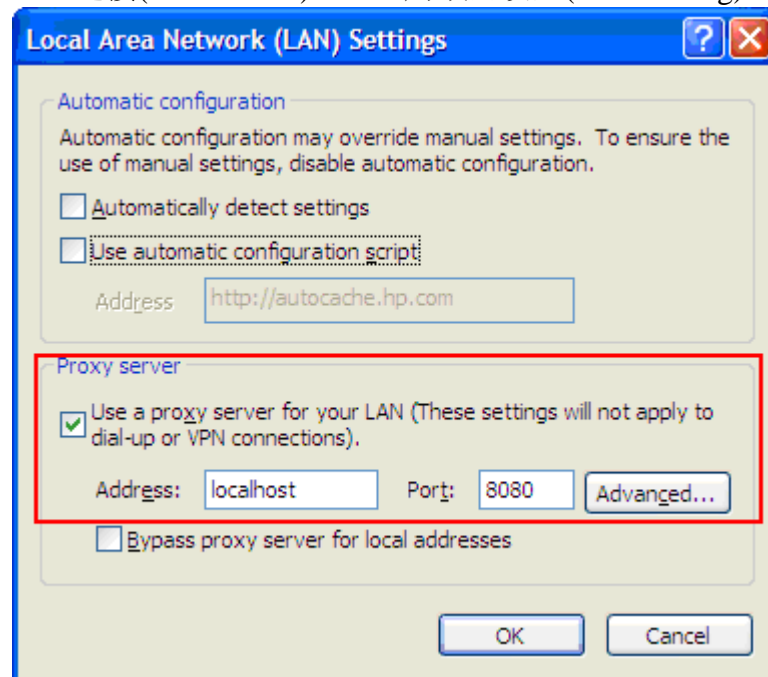 Local Area Network (LAN) Settings
Automatic configuration
Automatic configuration may override manual settings. To ensure the
use of manual settings, disable automatic configuration.
Automatically detect settings
Use automatic configuration script
Address http://autocache.hp.com
Proxy server
Use a proxy server for your LAN (These settings will not apply to
dial-up or VPN connections).
Address: localhost Port: 8080 Advanced...
Bypass proxy server for local addresses
OK Cancel